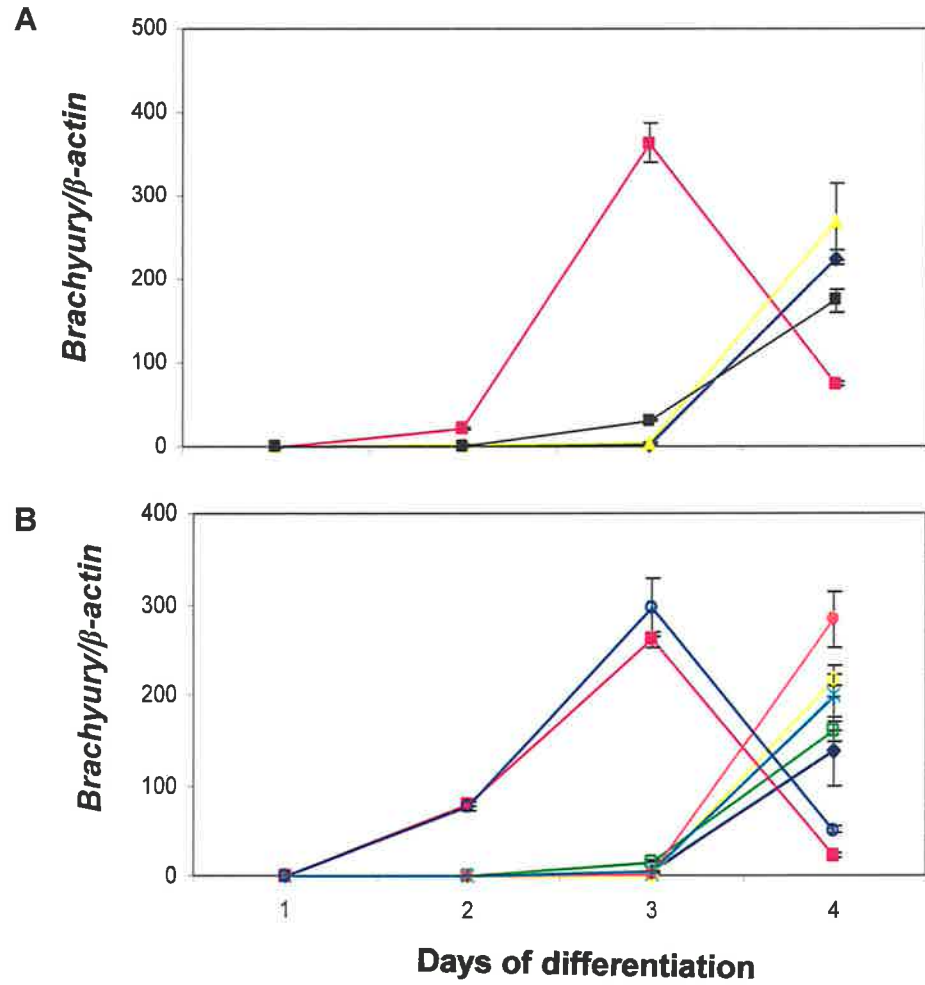 A
500
400
300
200
100
0
Brachyury/β-actin
B
400
300
200
100
0
Brachyury/β-actin
1 2 3 4
Days of differentiation